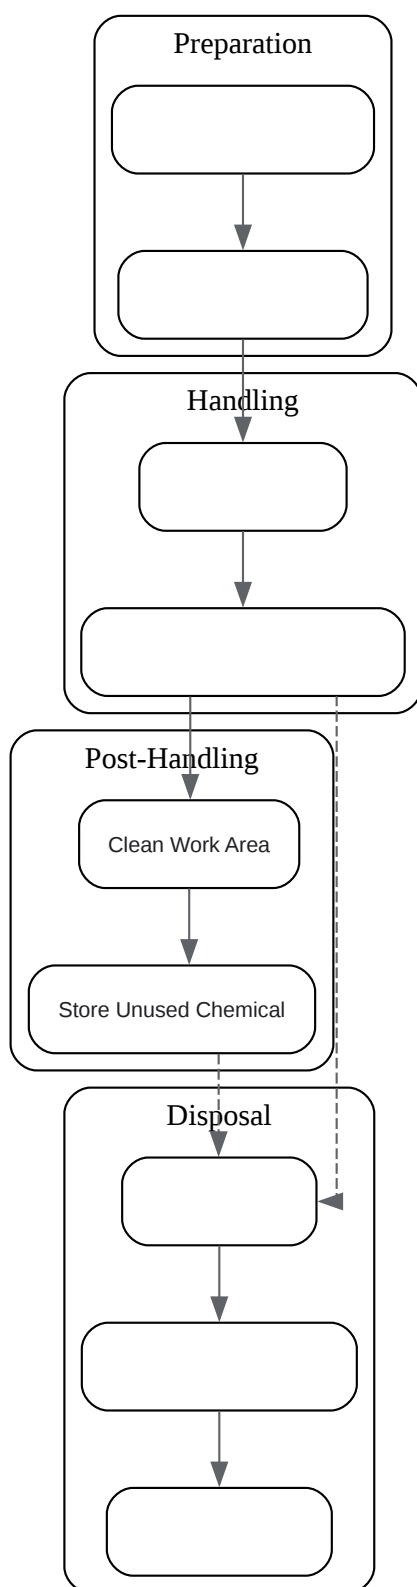 Preparation
Handling
Post-Handling
Clean Work Area
Store Unused Chemical
Disposal